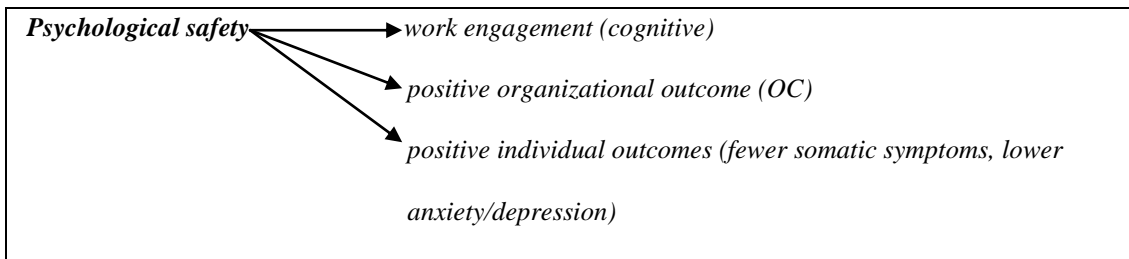 Psychological safety work engagement (cognitive)
positive organizational outcome (OC)
positive individual outcomes (fewer somatic symptoms, lower
anxiety/depression)